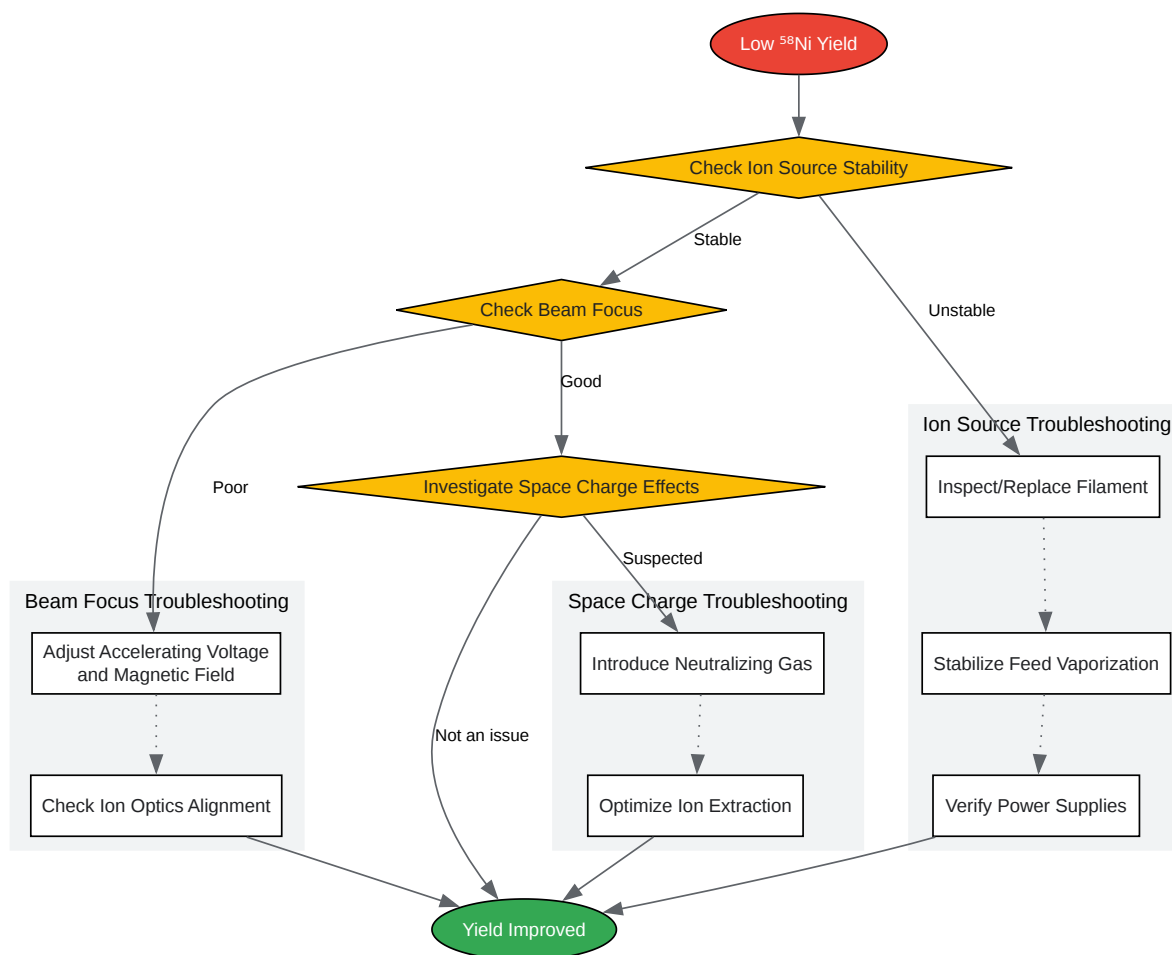 Low ⁵⁸Ni Yield
Check Ion Source Stability
Stable
Check Beam Focus
Unstable
Good
Ion Source Troubleshooting
Poor
Investigate Space Charge Effects
Inspect/Replace Filament
Suspected
Beam Focus Troubleshooting
Space Charge Troubleshooting
Adjust Accelerating Voltage
and Magnetic Field
Introduce Neutralizing Gas
Stabilize Feed Vaporization
Not an issue
Check Ion Optics Alignment
Optimize Ion Extraction
Verify Power Supplies
Yield Improved